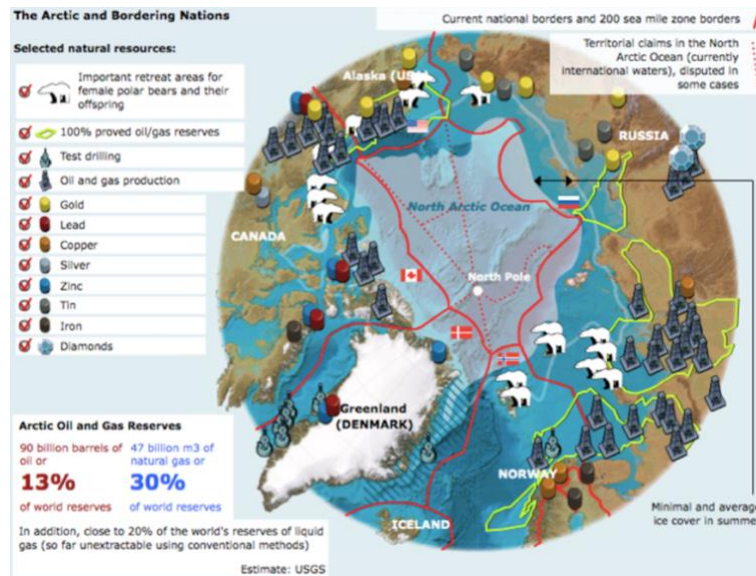 The Arctic and Bordering Nations
Current national borders and 200 sea mile zone borders
Territorial claims in the North
Arctic Ocean (currently
international waters), disputed in
some cases
Selected natural resources:
Important retreat areas for
female polar bears and their
offspring
100% proved oil/gas reserves
Test drilling
Oil and gas production
Gold
Lead
Copper
Silver
Zinc
Tin
Iron
Diamonds
Alaska (USA)
RUSSIA
North Arctic Ocean
CANADA
North Pole
Greenland
(DENMARK)
NORWAY
ICELAND
Minimal and average
ice cover in summer
Arctic Oil and Gas Reserves
90 billion barrels of
oil or
13%
of world reserves
47 billion m3 of
natural gas or
30%
of world reserves
In addition, close to 20% of the world's reserves of liquid
gas (so far unextractable using conventional methods)
Estimate: USGS